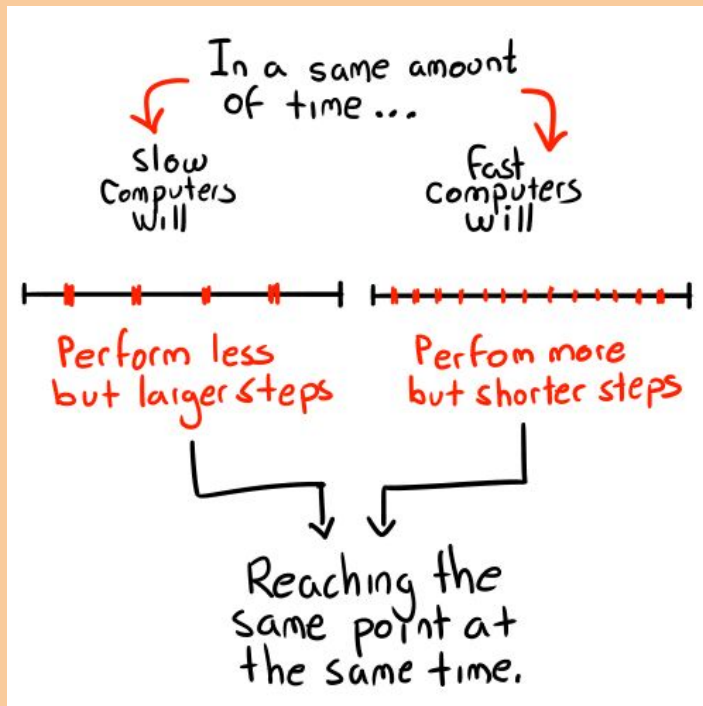 In a same amount
of time...
Slow
Computers
Will
Fast
computers
will
Perform less
but larger steps
Perfom more
but shorter steps
Reaching the
same point at
the same time.